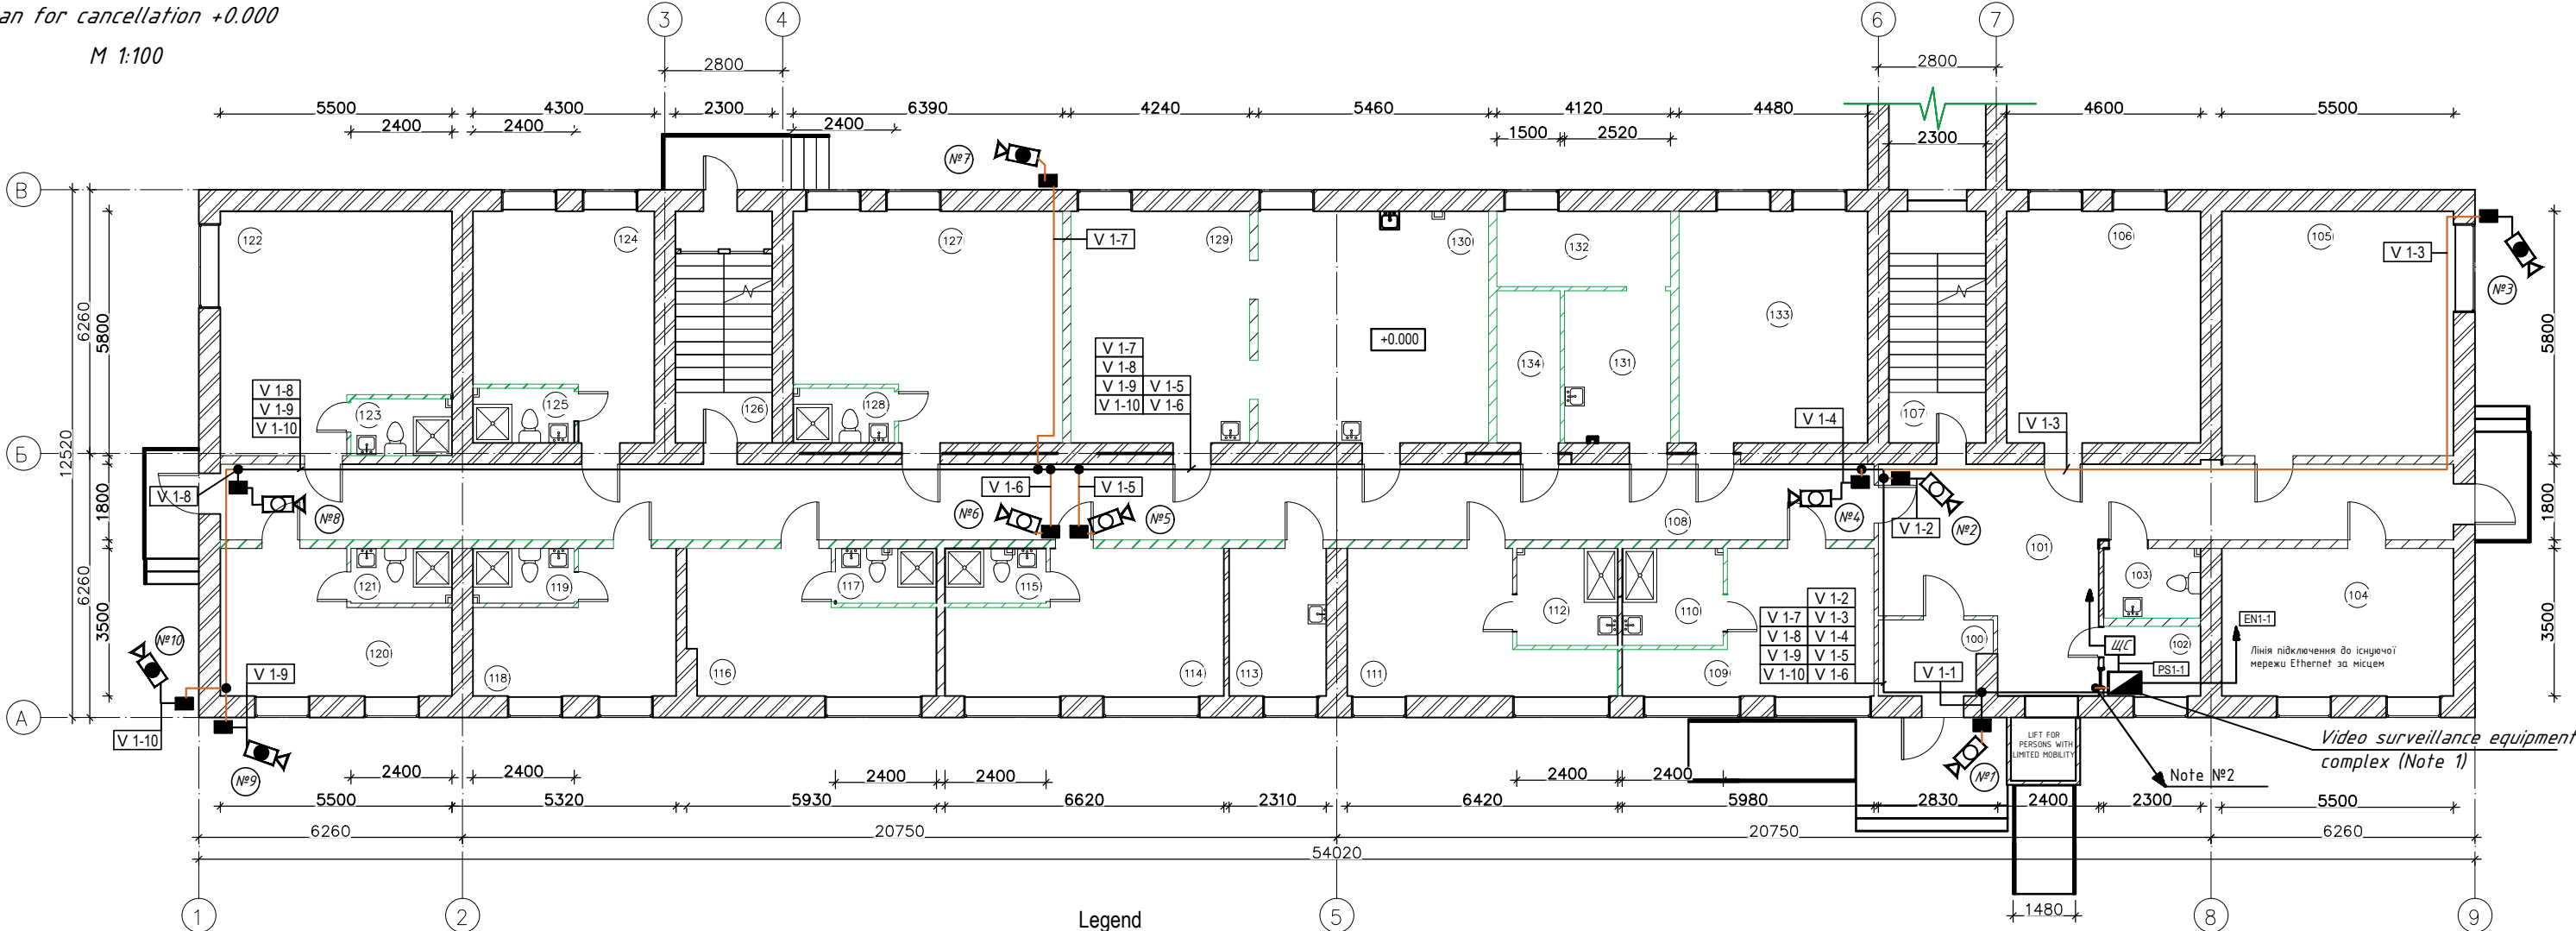 an for cancellation +0.000
M 1:100
3
4
6
7
2800
2800
5500
4300
2300
6390
4240
5460
4120
4480
4600
5500
2400
2400
2400
1500
2520
2300
№7
В
122
124
127
V 1-7
129
130
132
106
105
V 1-3
№3
6260
5800
5800
133
+0.000
134
131
V 1-7
V 1-8
V 1-9 V 1-5
V 1-10 V 1-6
V 1-8
V 1-9
V 1-10
123
125
126
128
107
V 1-4
V 1-3
Б
12520
V 1-8
V 1-6
V 1-5
1800
1800
№8
№6
№5
№4
V 1-2
№2
108
101
121
119
117
115
112
110
103
104
6260
3500
3500
V 1-2
V 1-7 V 1-3
V 1-8 V 1-4
V 1-9 V 1-5
V 1-10 V 1-6
EN1-1
№10
120
118
116
114
113
111
109
100
ЩС
102
Лінія підключення до існуючої
мережі Ethernet за місцем
PS1-1
V 1-9
V 1-1
А
V 1-10
№9
№1
LIFT FOR
PERSONS WITH
LIMITED MOBILITY
Video surveillance equipment
complex (Note 1)
Note №2
2400
2400
2400
2400
2400
2400
5500
5320
5930
6620
2310
6420
5980
2830
2400
2300
5500
6260
20750
20750
6260
54020
1480
1
2
5
8
9
Legend